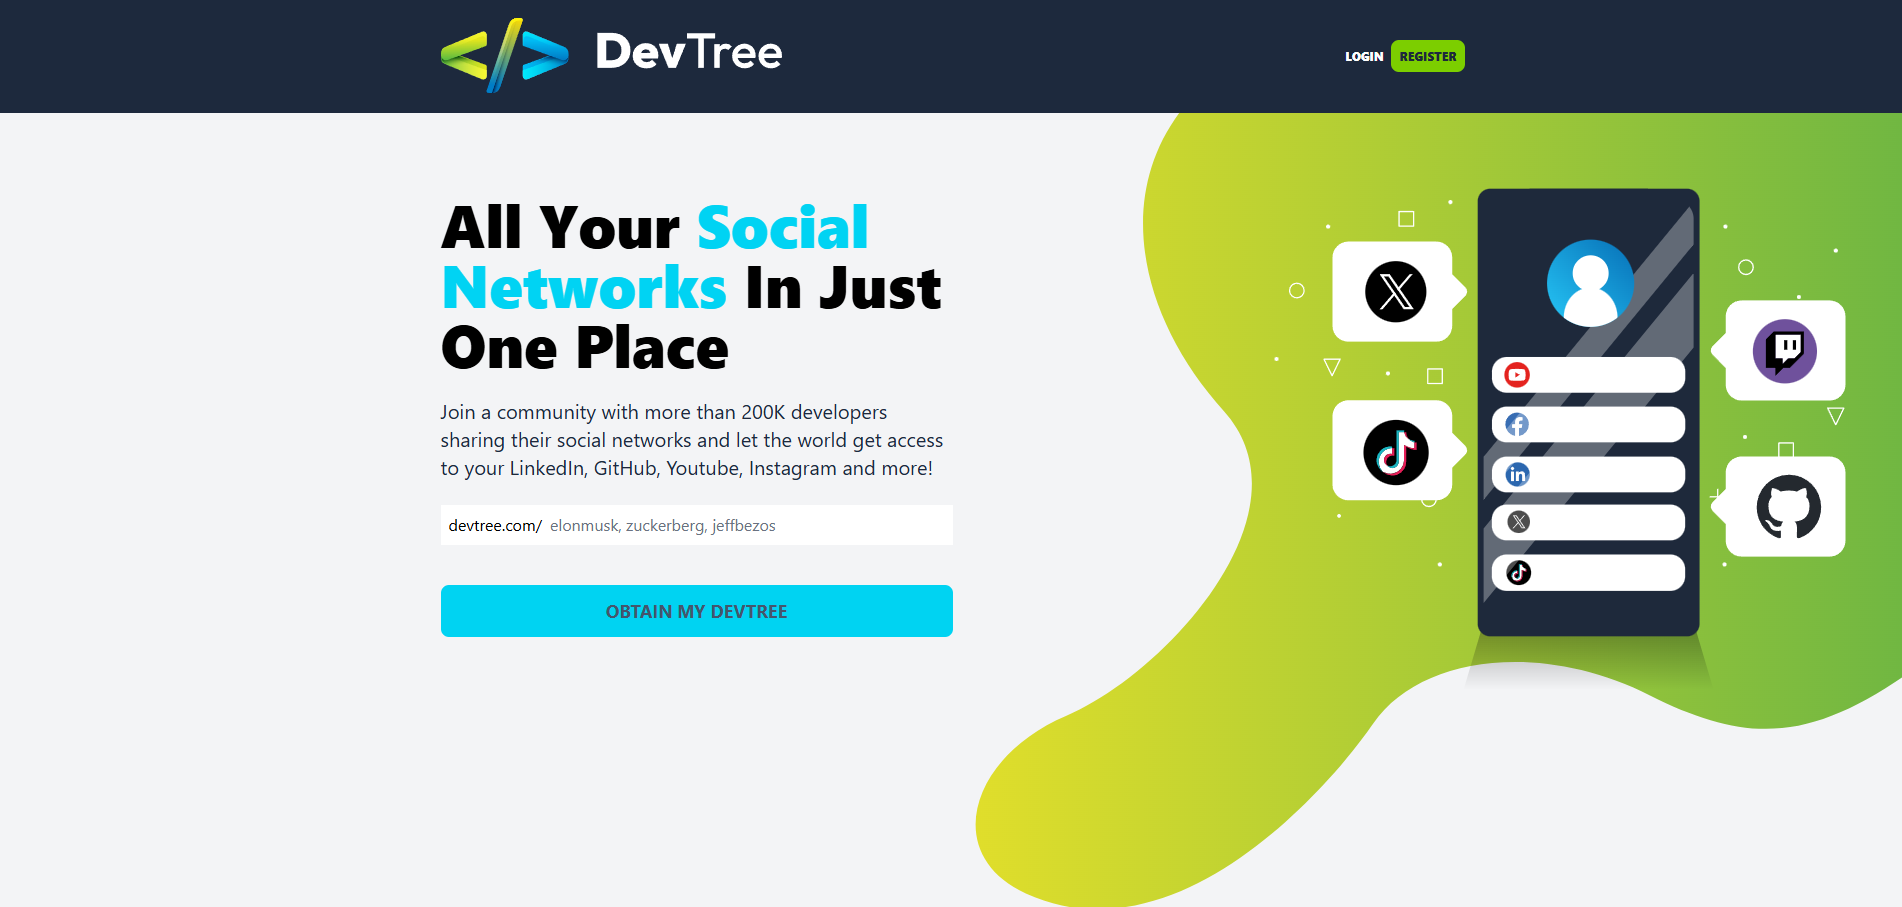 </> DevTree
LOGIN REGISTER
All Your Social
Networks In Just
One Place
Join a community with more than 200K developers
sharing their social networks and let the world get access
to your LinkedIn, GitHub, Youtube, Instagram and more!
devtree.com/ elonmusk, zuckerberg, jeffbezos
OBTAIN MY DEVTREE
in